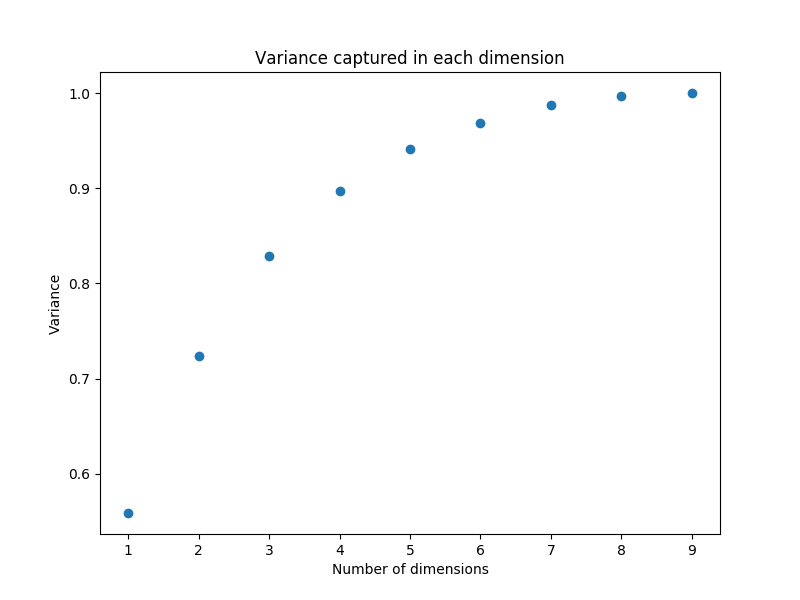 Variance captured in each dimension
1.0
0.9
0.8
0.7
0.6
Variance
1 2 3 4 5 6 7 8 9
Number of dimensions